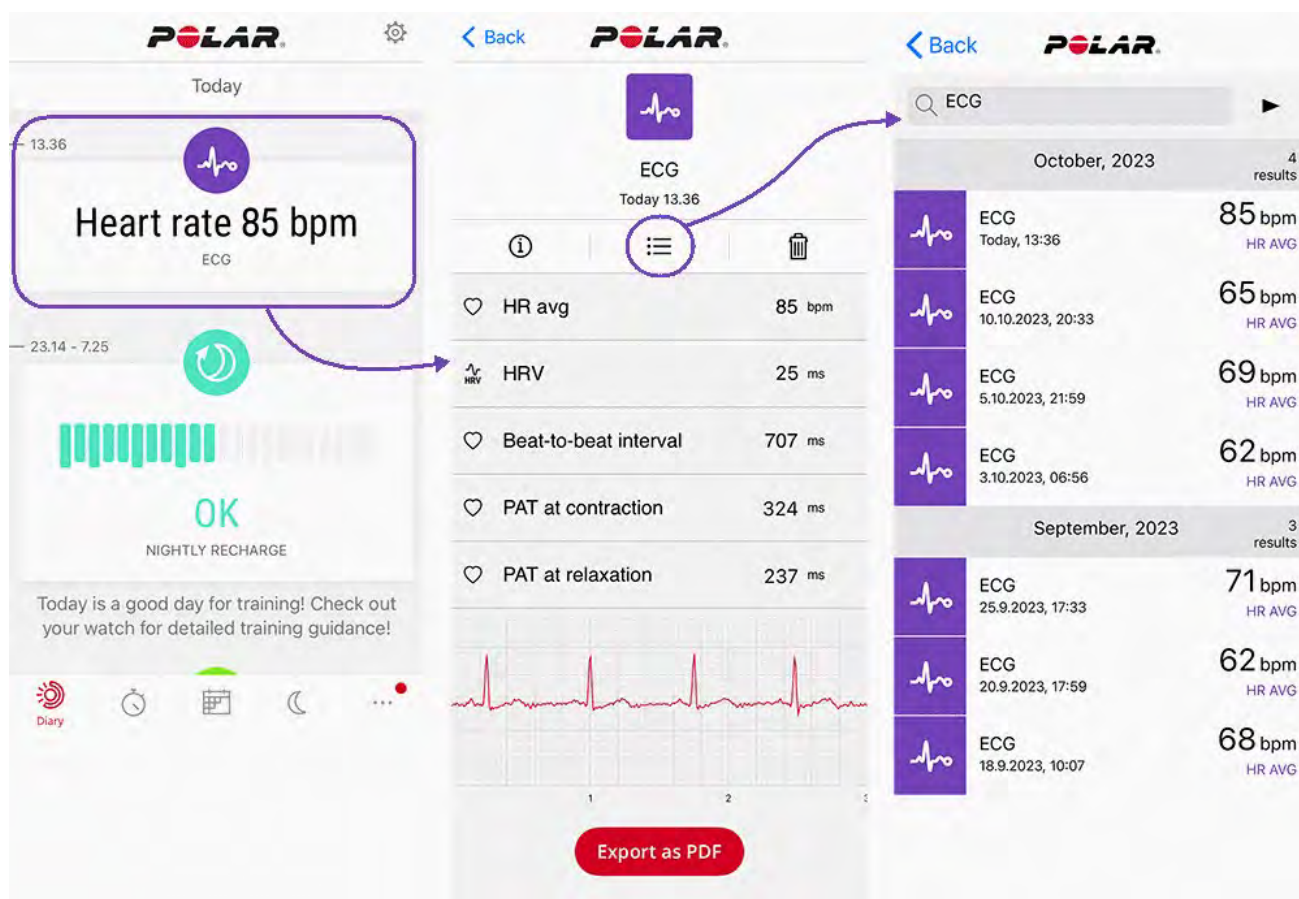 POLAR.
Today
13.36
Heart rate 85 bpm
ECG
23.14 - 7.25
OK
NIGHTLY RECHARGE
Today is a good day for training! Check out
your watch for detailed training guidance!
Diary
Back
POLAR.
ECG
Today 13.36
HR avg 85 bpm
HRV HRV 25 ms
Beat-to-beat interval 707 ms
PAT at contraction 324 ms
PAT at relaxation 237 ms
1 2 3
Export as PDF
Back
POLAR.
ECG
October, 2023 4 results
ECG 85 bpm
Today, 13:36 HR AVG
ECG 65 bpm
10.10.2023, 20:33 HR AVG
ECG 69 bpm
5.10.2023, 21:59 HR AVG
ECG 62 bpm
3.10.2023, 06:56 HR AVG
September, 2023 3 results
ECG 71 bpm
25.9.2023, 17:33 HR AVG
ECG 62 bpm
20.9.2023, 17:59 HR AVG
ECG 68 bpm
18.9.2023, 10:07 HR AVG